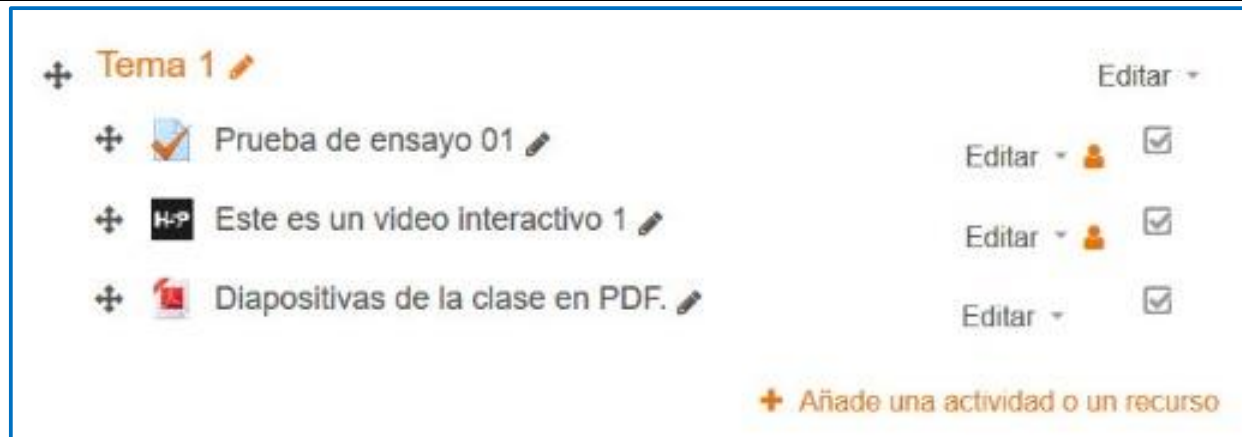 Tema 1
Editar
Prueba de ensayo 01
Editar
H-P Este es un video interactivo 1
Editar
Diapositivas de la clase en PDF.
Editar
+ Añade una actividad o un recurso